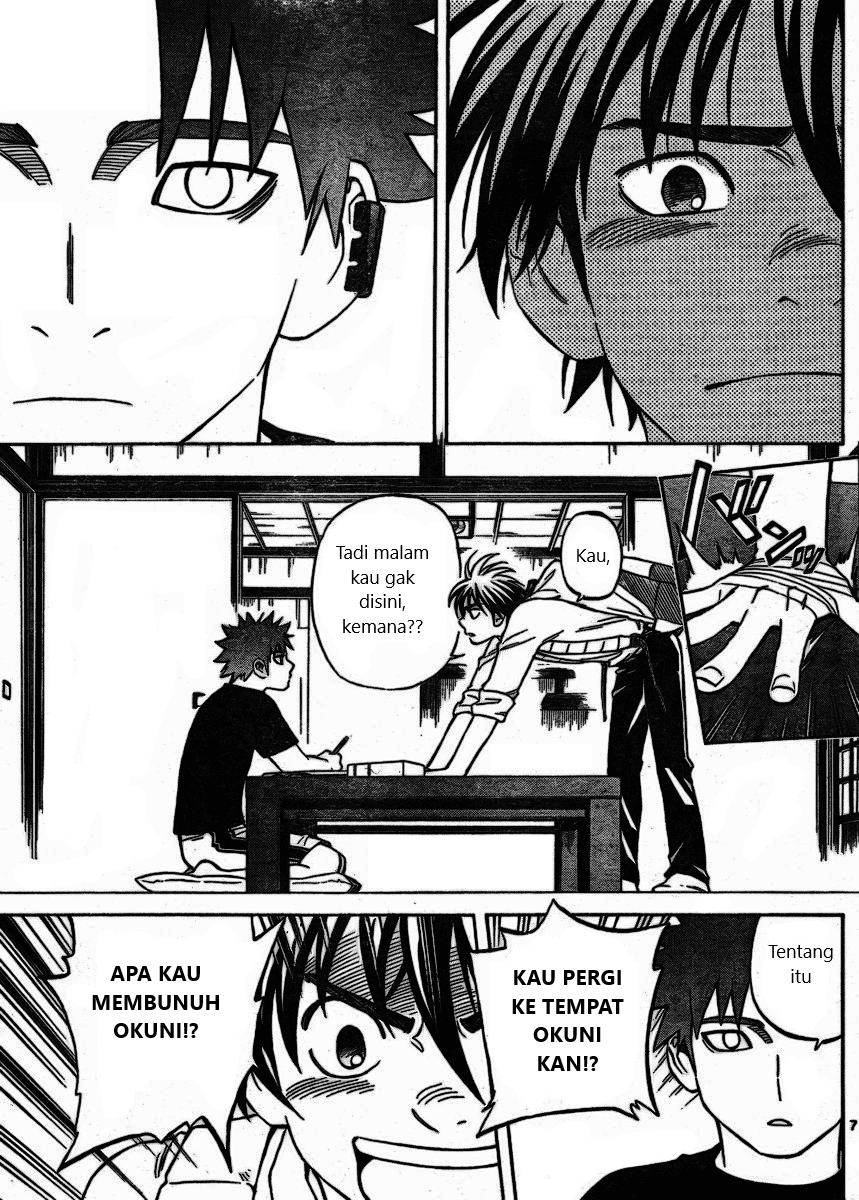 Kau,
Tadi malam
kau gak
disini,
kemana??
Tentang
itu
KAU PERGI
KE TEMPAT
OKUNI
KAN!?
APA KAU
MEMBUNUH
OKUNI!?
7